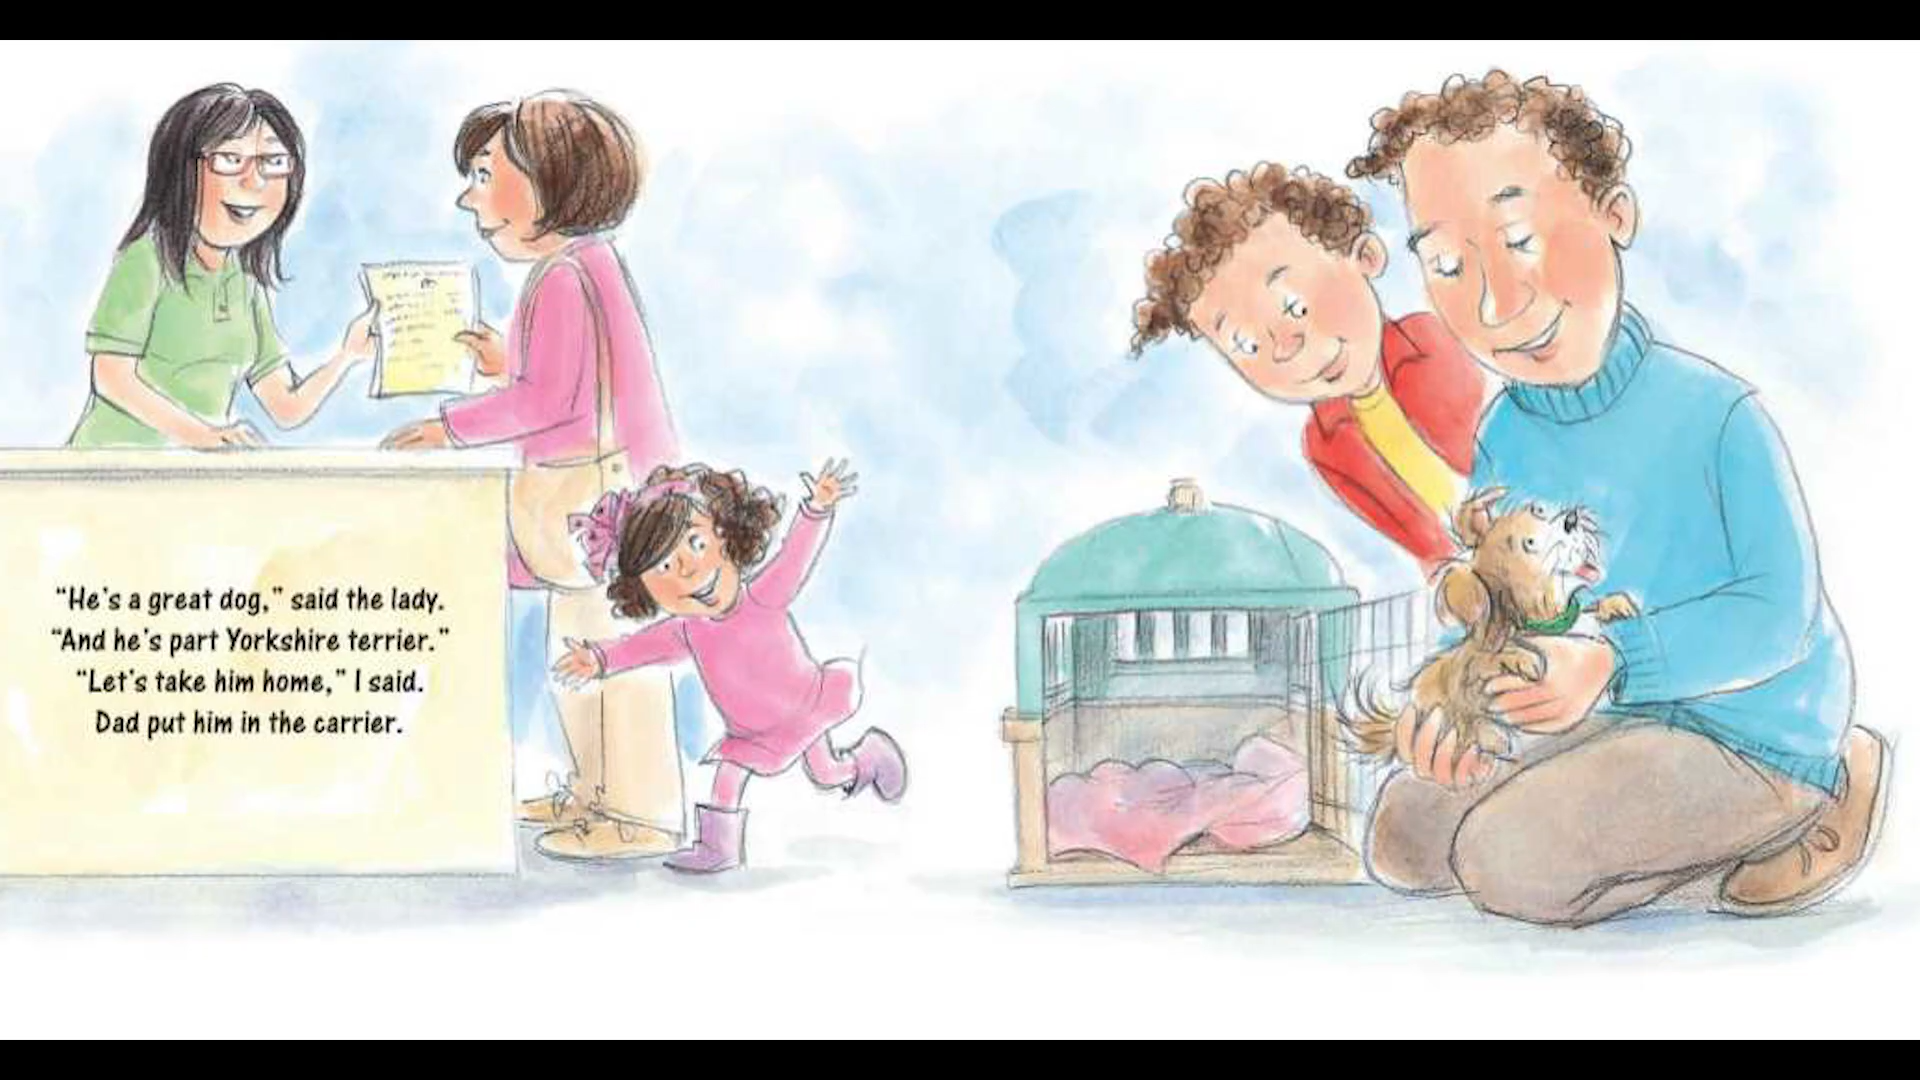 “He’s a great dog,” said the lady.
“And he’s part Yorkshire terrier.”
“Let’s take him home,” I said.
Dad put him in the carrier.